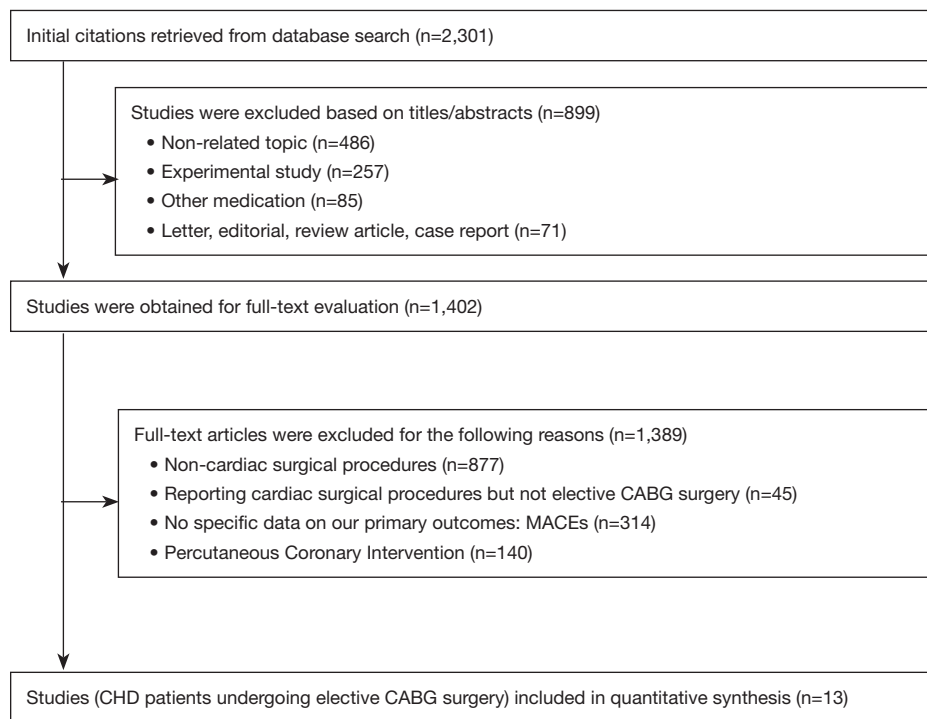 Initial citations retrieved from database search (n=2,301)
Studies were excluded based on titles/abstracts (n=899)
• Non-related topic (n=486)
• Experimental study (n=257)
• Other medication (n=85)
• Letter, editorial, review article, case report (n=71)
Studies were obtained for full-text evaluation (n=1,402)
Full-text articles were excluded for the following reasons (n=1,389)
• Non-cardiac surgical procedures (n=877)
• Reporting cardiac surgical procedures but not elective CABG surgery (n=45)
• No specific data on our primary outcomes: MACEs (n=314)
• Percutaneous Coronary Intervention (n=140)
Studies (CHD patients undergoing elective CABG surgery) included in quantitative synthesis (n=13)